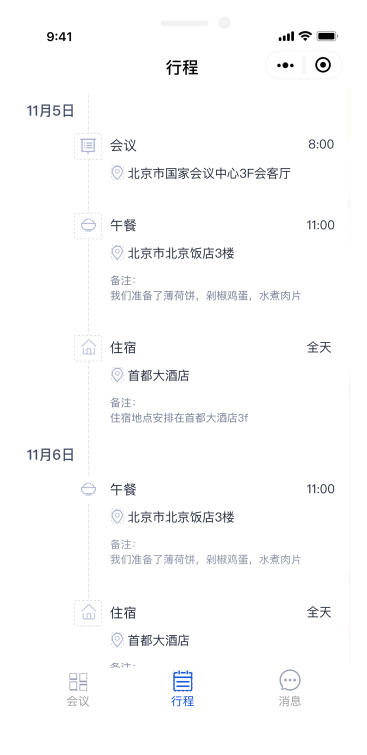 9:41
行程
11月5日
会议 8:00
北京市国家会议中心3F会客厅
午餐 11:00
北京市北京饭店3楼
备注:
我们准备了薄荷饼，剁椒鸡蛋，水煮肉片
住宿 全天
首都大酒店
备注:
住宿地点安排在首都大酒店3f
11月6日
午餐 11:00
北京市北京饭店3楼
备注:
我们准备了薄荷饼，剁椒鸡蛋，水煮肉片
住宿 全天
首都大酒店
备注:
会议 行程 消息